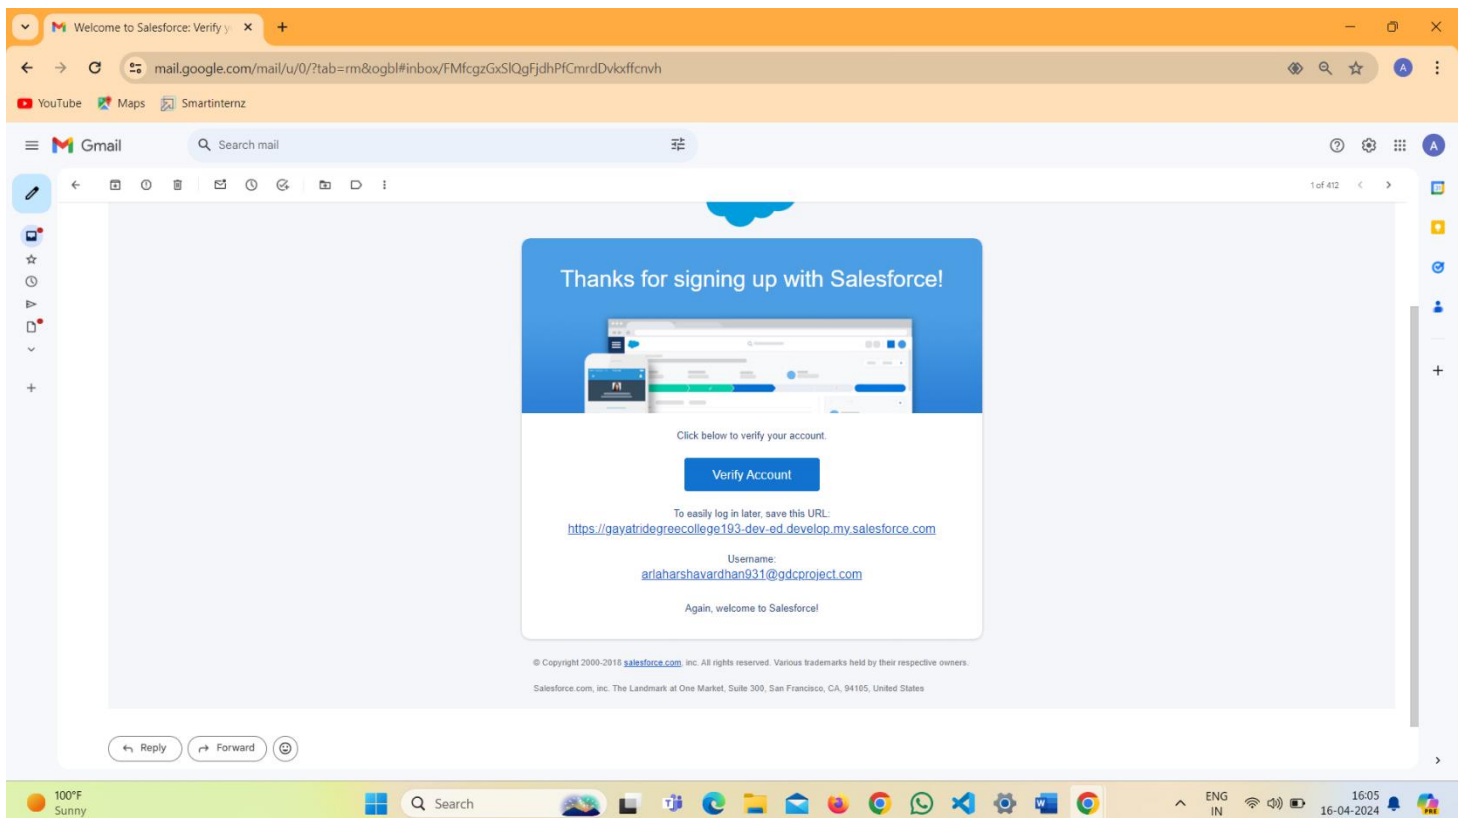 Welcome to Salesforce: Verify y
mail.google.com/mail/u/0/?tab=rm&ogbl#inbox/FMfcgzGxSlQgFjdhPfCmrdDvkxffcnvh
A
YouTube Maps Smartinternz
Gmail
Search mail
A
1 of 412
Thanks for signing up with Salesforce!
Click below to verify your account.
Verify Account
To easily log in later, save this URL:
https://gayatridegreecollege193-dev-ed.develop.my.salesforce.com
Username:
arlaharshavardhan931@gdcproject.com
Again, welcome to Salesforce!
© Copyright 2000-2018 salesforce.com, inc. All rights reserved. Various trademarks held by their respective owners.
Salesforce.com, inc. The Landmark at One Market, Suite 300, San Francisco, CA, 94105, United States
Reply Forward
100°F
Sunny
Search
ENG
IN
16:05
16-04-2024
PRE